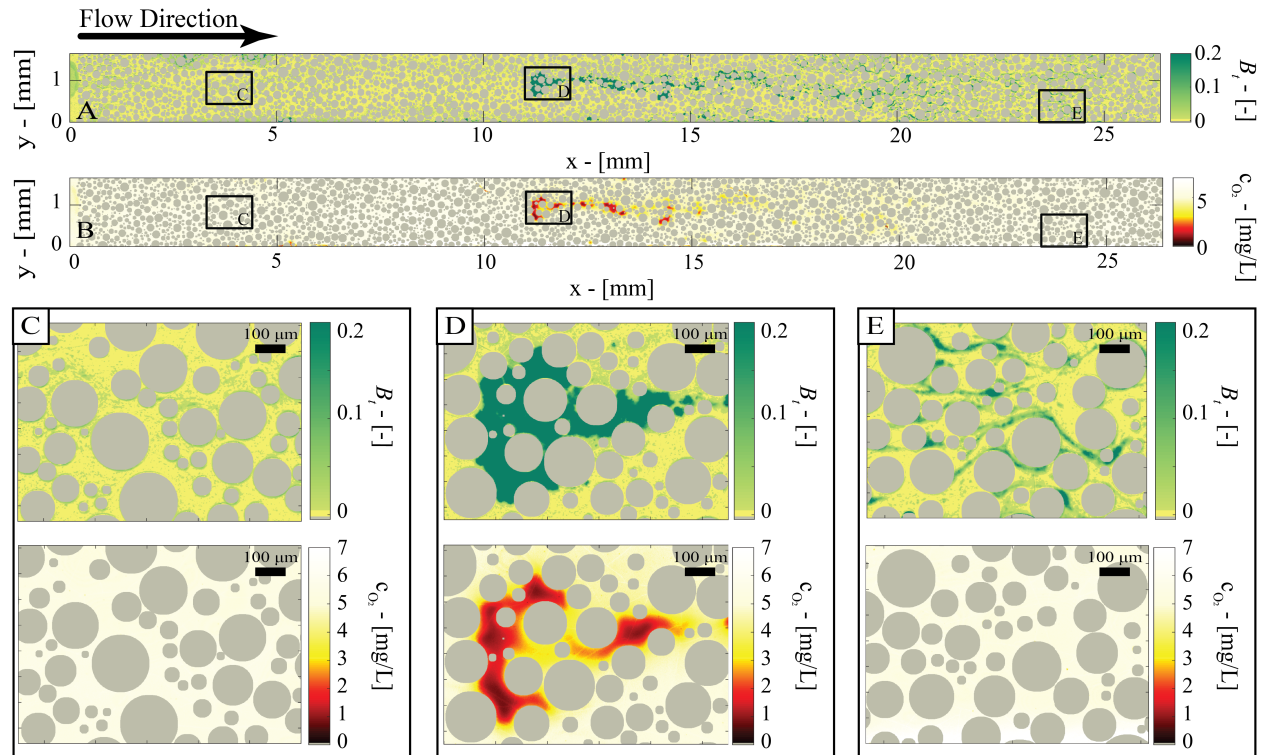 Flow Direction
y - [mm]
1
0
A
C
D
E
0 5 10 15 20 25
x - [mm]
0.2
0.1
0
B_t - [-]
y - [mm]
1
0
B
C
D
E
0 5 10 15 20 25
x - [mm]
5
0
c_O₂ - [mg/L]
C
100 μm
0.2
0.1
0
B_t - [-]
100 μm
7
6
5
4
3
2
1
0
c_O₂ - [mg/L]
D
100 μm
0.2
0.1
0
B_t - [-]
100 μm
7
6
5
4
3
2
1
0
c_O₂ - [mg/L]
E
100 μm
0.2
0.1
0
B_t - [-]
100 μm
7
6
5
4
3
2
1
0
c_O₂ - [mg/L]